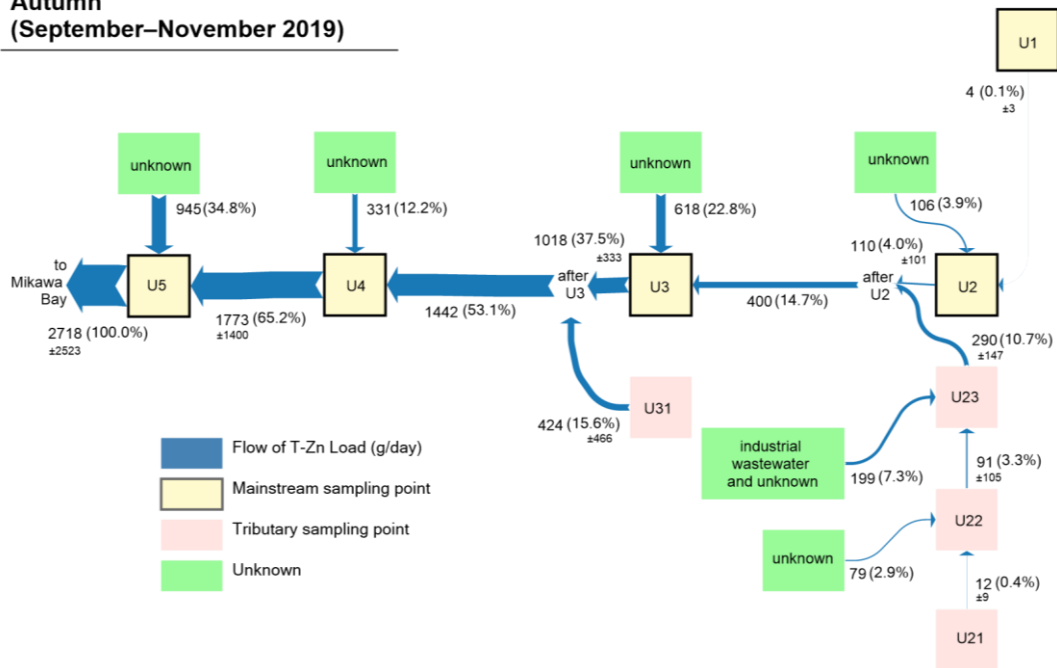 Autumn
(September–November 2019)
U1
4 (0.1%)
±3
unknown
945 (34.8%)
unknown
331 (12.2%)
unknown
618 (22.8%)
unknown
106 (3.9%)
to
Mikawa
Bay
2718 (100.0%)
±2523
U5
1773 (65.2%)
±1400
U4
1442 (53.1%)
1018 (37.5%)
±333
after
U3
U3
400 (14.7%)
110 (4.0%)
±101
after
U2
U2
290 (10.7%)
±147
U23
U31
424 (15.6%)
±466
industrial
wastewater
and unknown
199 (7.3%)
91 (3.3%)
±105
U22
unknown
79 (2.9%)
12 (0.4%)
±9
U21
Flow of T-Zn Load (g/day)
Mainstream sampling point
Tributary sampling point
Unknown